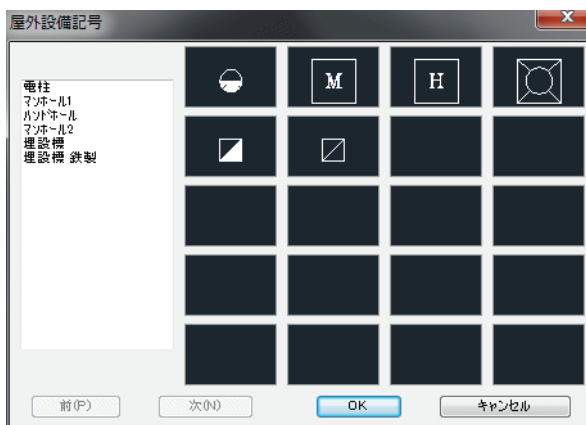 屋外設備記号
電柱
ﾏﾝﾎｰﾙ1
ﾊﾝﾄﾞﾎｰﾙ
ﾏﾝﾎｰﾙ2
埋設標
埋設標 鉄製
M
H
前(P)
次(N)
OK
ｷｬﾝｾﾙ